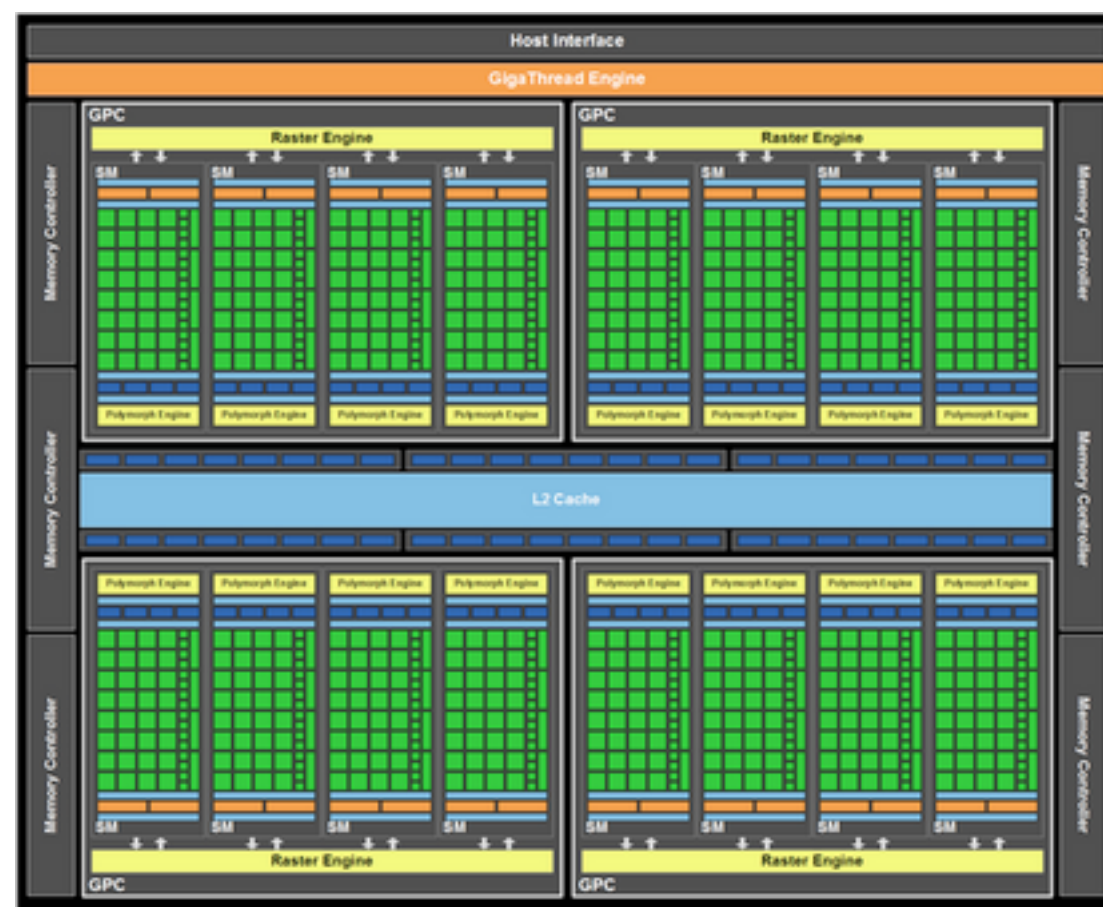 Host Interface
GigaThread Engine
GPC GPC
Raster Engine Raster Engine
SM SM SM SM SM SM SM SM
Polymorph Engine Polymorph Engine Polymorph Engine Polymorph Engine Polymorph Engine Polymorph Engine Polymorph Engine Polymorph Engine
L2 Cache
Polymorph Engine Polymorph Engine Polymorph Engine Polymorph Engine Polymorph Engine Polymorph Engine Polymorph Engine Polymorph Engine
SM SM SM SM SM SM SM SM
Raster Engine Raster Engine
GPC GPC
Memory Controller
Memory Controller
Memory Controller
Memory Controller
Memory Controller
Memory Controller